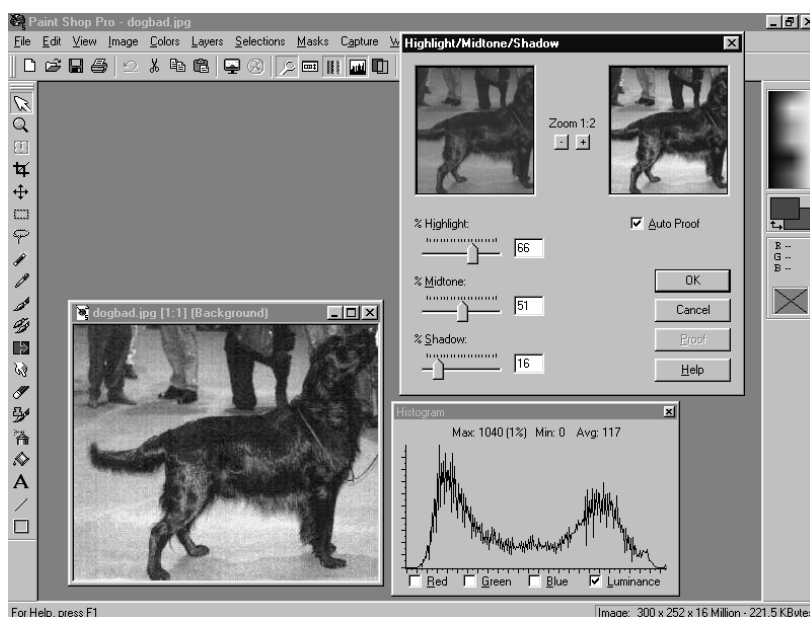 Paint Shop Pro - dogbad.jpg
File Edit View Image Colors Layers Selections Masks Capture W
Highlight/Midtone/Shadow
Zoom 1:2
- +
% Highlight:
66
Auto Proof
% Midtone:
51
% Shadow:
16
OK
Cancel
Proof
Help
R --
G --
B --
A
dogbad.jpg [1:1] (Background)
Histogram
Max: 1040 (1%) Min: 0 Avg: 117
Red Green Blue Luminance
For Help, press F1
Image: 300 x 252 x 16 Million - 221.5 KBytes